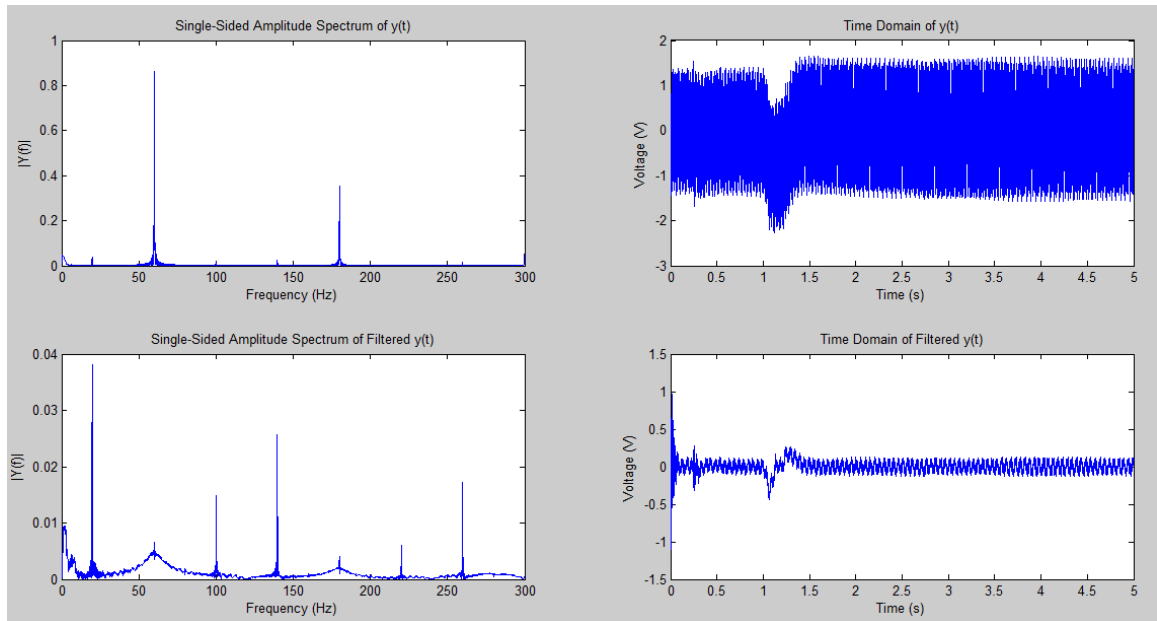 Single-Sided Amplitude Spectrum of y(t)
1
0.8
0.6
0.4
0.2
0
|Y(f)|
0 50 100 150 200 250 300
Frequency (Hz)
Time Domain of y(t)
2
1
0
-1
-2
-3
Voltage (V)
0 0.5 1 1.5 2 2.5 3 3.5 4 4.5 5
Time (s)
Single-Sided Amplitude Spectrum of Filtered y(t)
0.04
0.03
0.02
0.01
0
|Y(f)|
0 50 100 150 200 250 300
Frequency (Hz)
Time Domain of Filtered y(t)
1.5
1
0.5
0
-0.5
-1
-1.5
Voltage (V)
0 0.5 1 1.5 2 2.5 3 3.5 4 4.5 5
Time (s)